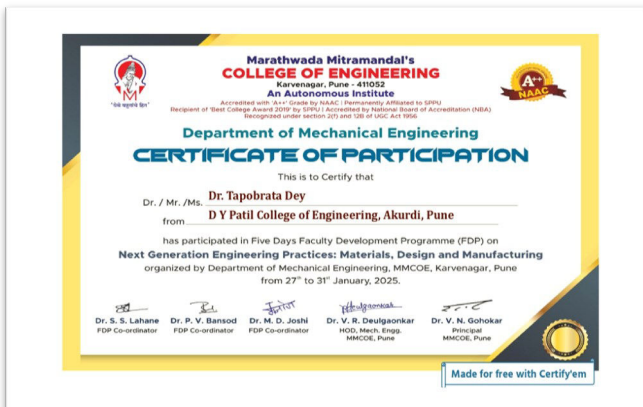 Marathwada Mitramandal's
COLLEGE OF ENGINEERING
Karvenagar, Pune - 411052
An Autonomous Institute
Accredited with 'A++' Grade by NAAC | Permanently Affiliated to SPPU
Recipient of 'Best College Award 2019' by SPPU | Accredited by National Board of Accreditation (NBA)
Recognized under section 2(f) and 12B of UGC Act 1956
A++
NAAC
Department of Mechanical Engineering
CERTIFICATE OF PARTICIPATION
This is to Certify that
Dr. / Mr. /Ms. Dr. Tapobrata Dey
from D Y Patil College of Engineering, Akurdi, Pune
has participated in Five Days Faculty Development Programme (FDP) on
Next Generation Engineering Practices: Materials, Design and Manufacturing
organized by Department of Mechanical Engineering, MMCOE, Karvenagar, Pune
from 27th to 31st January, 2025.
Dr. S. S. Lahane Dr. P. V. Bansod Dr. M. D. Joshi Dr. V. R. Deulgaonkar Dr. V. N. Gohokar
FDP Co-ordinator FDP Co-ordinator FDP Co-ordinator HOD, Mech. Engg. Principal
MMCOE, Pune MMCOE, Pune
Made for free with Certify'em